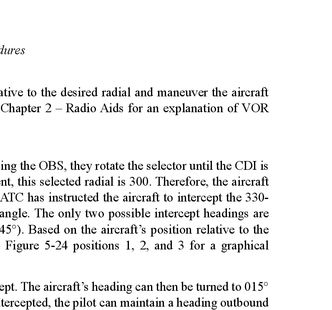 dures
ative to the desired radial and maneuver the aircraft
Chapter 2 – Radio Aids for an explanation of VOR
ing the OBS, they rotate the selector until the CDI is
nt, this selected radial is 300. Therefore, the aircraft
ATC has instructed the aircraft to intercept the 330-
angle. The only two possible intercept headings are
45°). Based on the aircraft’s position relative to the
Figure 5-24 positions 1, 2, and 3 for a graphical
ept. The aircraft’s heading can then be turned to 015°
tercepted, the pilot can maintain a heading outbound